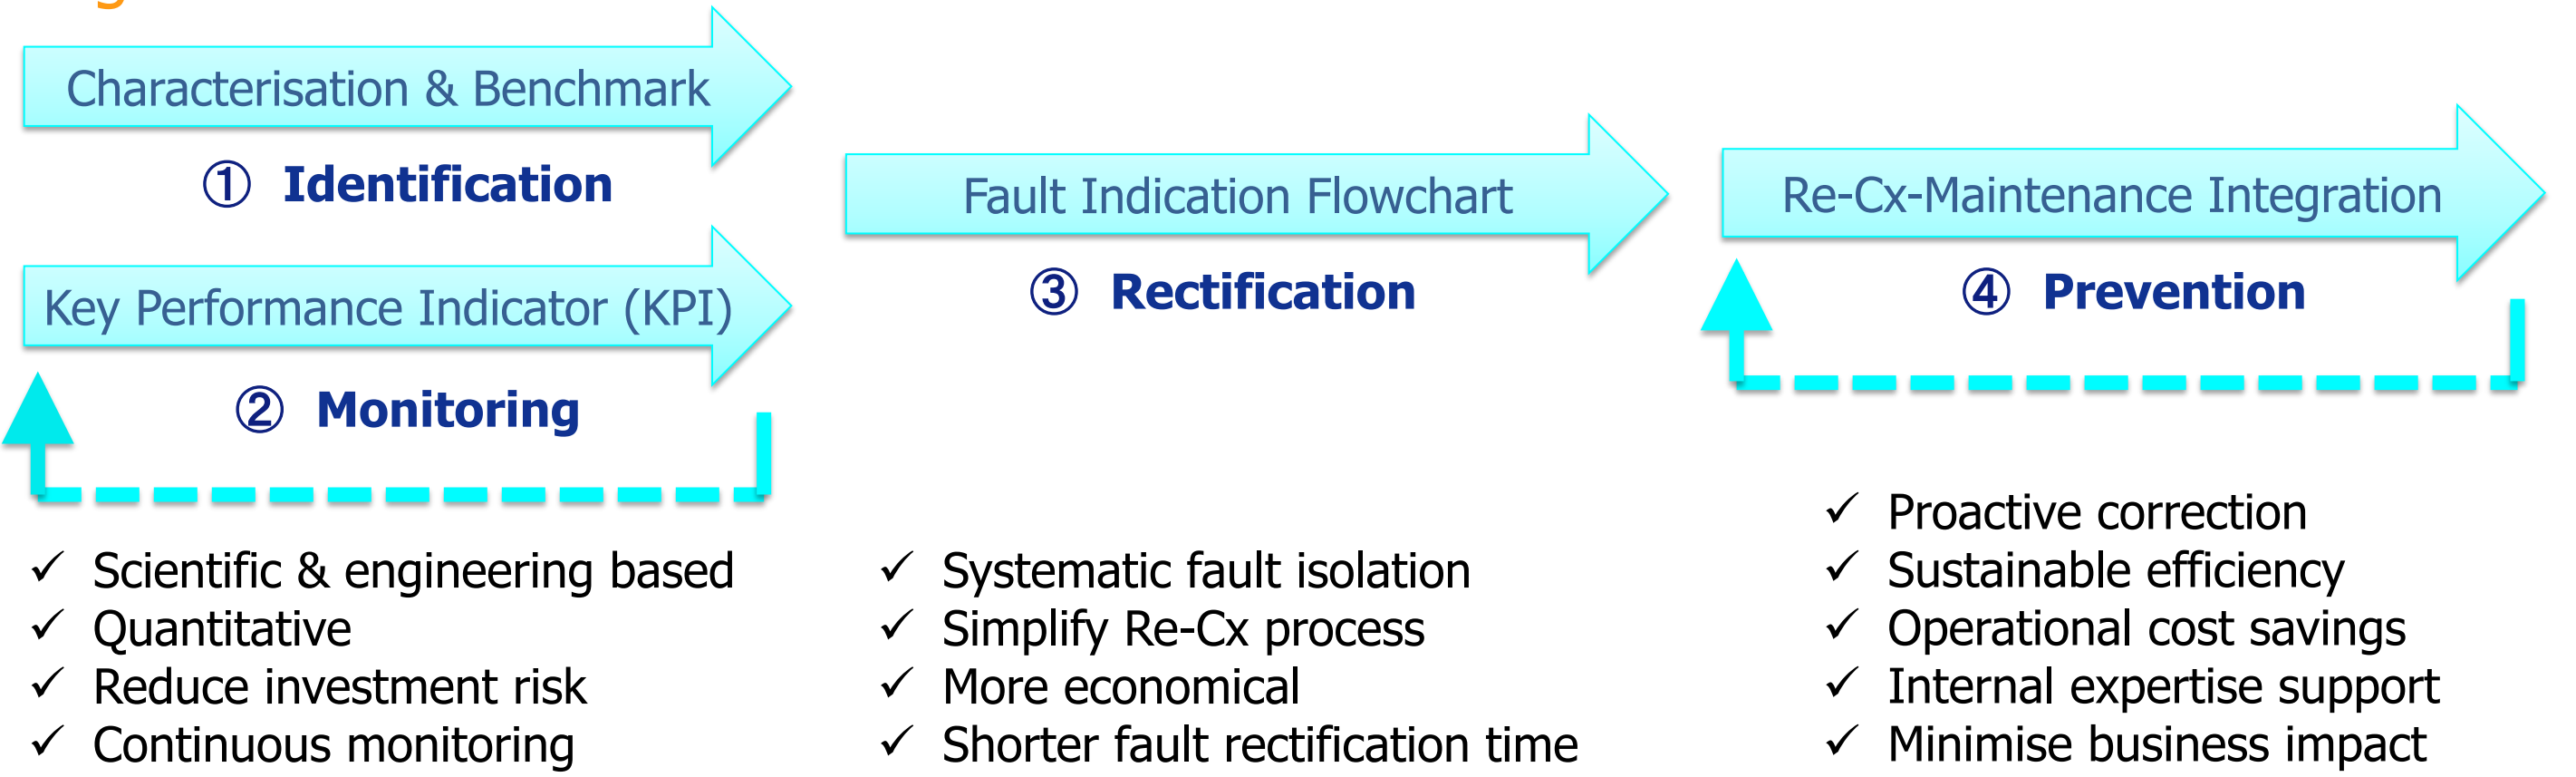 Characterisation & Benchmark
① Identification
Key Performance Indicator (KPI)
② Monitoring
✓ Scientific & engineering based
✓ Quantitative
✓ Reduce investment risk
✓ Continuous monitoring
Fault Indication Flowchart
③ Rectification
✓ Systematic fault isolation
✓ Simplify Re-Cx process
✓ More economical
✓ Shorter fault rectification time
Re-Cx-Maintenance Integration
④ Prevention
✓ Proactive correction
✓ Sustainable efficiency
✓ Operational cost savings
✓ Internal expertise support
✓ Minimise business impact